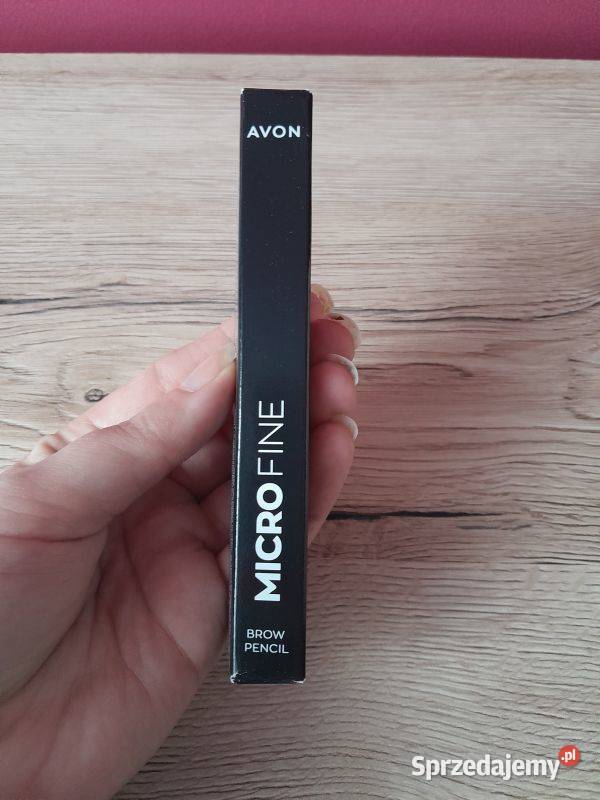 AVON
MICROFINE
BROW
PENCIL
Sprzedajemy.pl